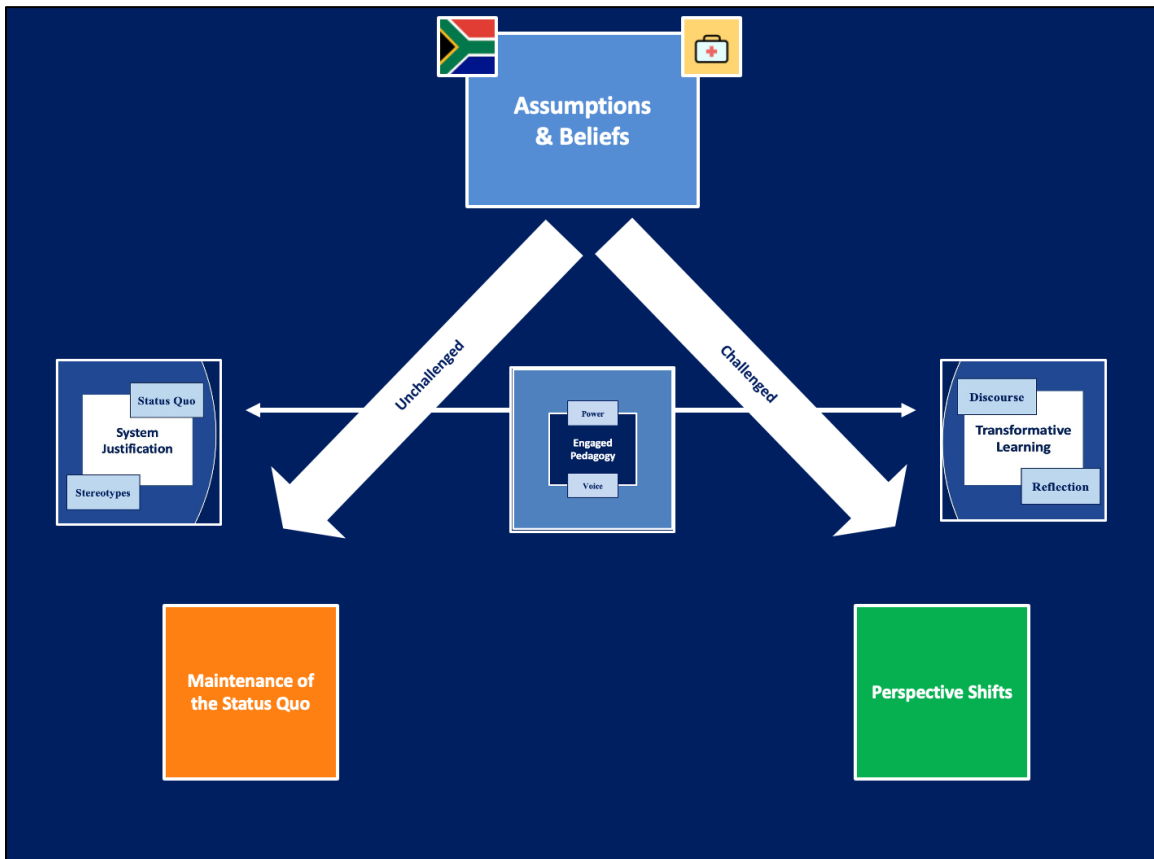 Assumptions
& Beliefs
Unchallenged
Challenged
Status Quo
System
Justification
Stereotypes
Power
Engaged
Pedagogy
Voice
Discourse
Transformative
Learning
Reflection
Maintenance of
the Status Quo
Perspective Shifts